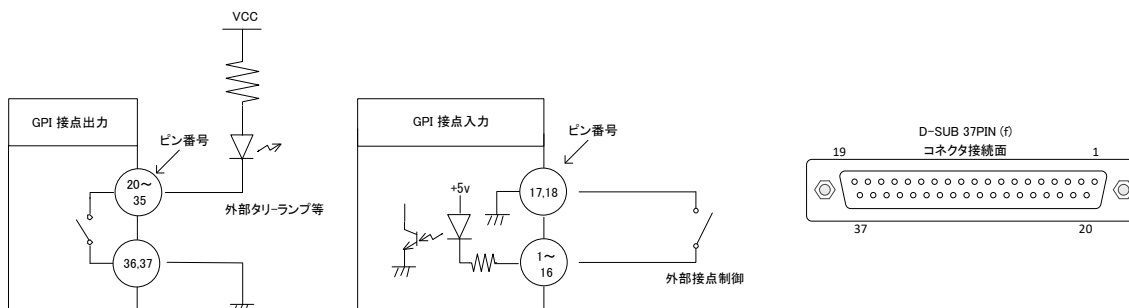 VCC
GPI 接点出力
ピン番号
20～
35
外部タリーランプ等
36,37
GPI 接点入力
ピン番号
+5v
17,18
1～
16
外部接点制御
D-SUB 37PIN (f)
コネクタ接続面
19
1
37
20